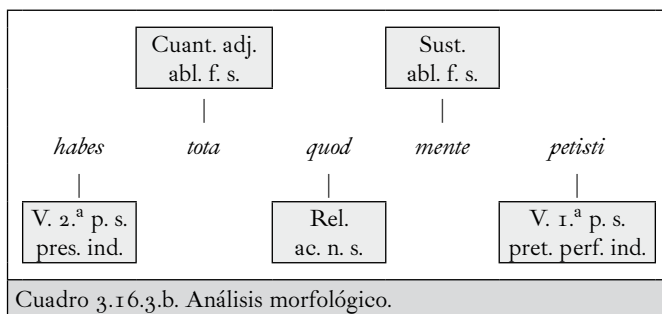 Cuant. adj.
abl. f. s.
Sust.
abl. f. s.
habes tota quod mente petisti
V. 2.ª p. s.
pres. ind.
Rel.
ac. n. s.
V. 1.ª p. s.
pret. perf. ind.
Cuadro 3.16.3.b. Análisis morfológico.